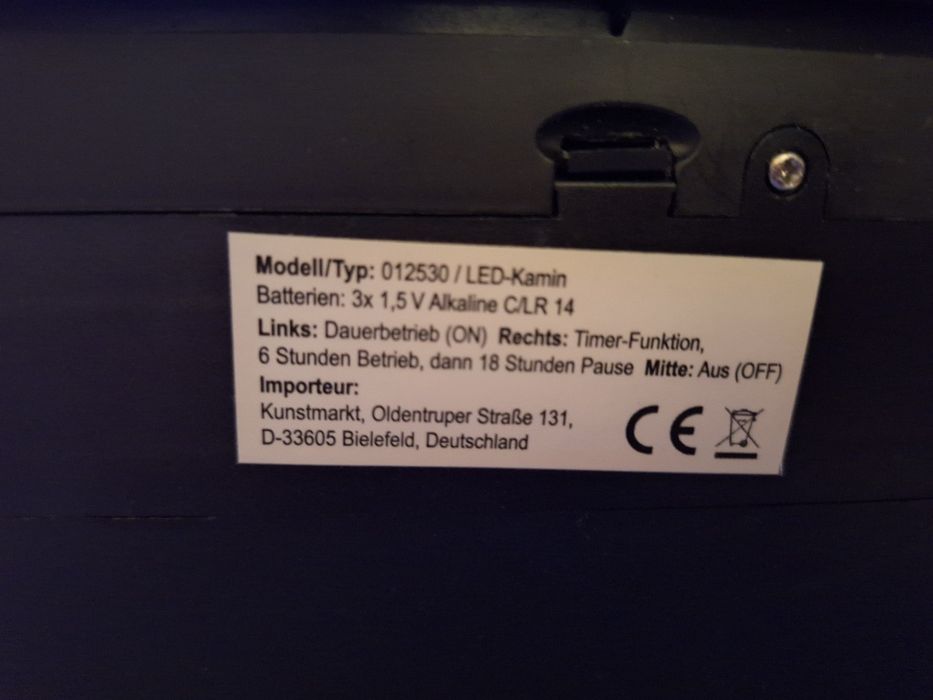 Modell/Typ: 012530 / LED-Kamin
Batterien: 3x 1,5 V Alkaline C/LR 14
Links: Dauerbetrieb (ON) Rechts: Timer-Funktion,
6 Stunden Betrieb, dann 18 Stunden Pause Mitte: Aus (OFF)
Importeur:
Kunstmarkt, Oldentruper Straße 131,
D-33605 Bielefeld, Deutschland
CE